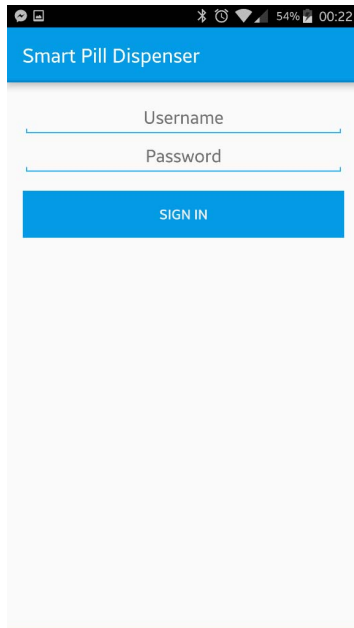 54% 00:22
Smart Pill Dispenser
Username
Password
SIGN IN